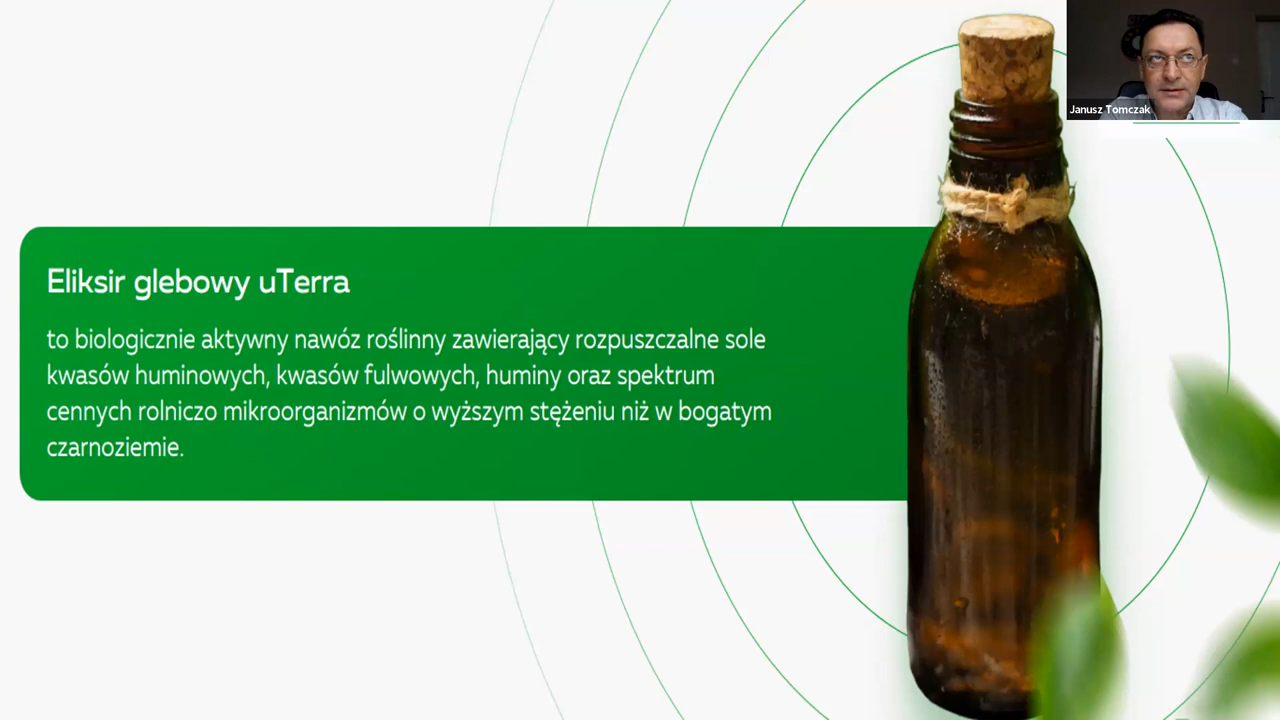 Janusz Tomczak
Eliksir glebowy uTerra
to biologicznie aktywny nawóz roślinny zawierający rozpuszczalne sole
kwasów huminowych, kwasów fulwowych, huminy oraz spektrum
cennych rolniczo mikroorganizmów o wyższym stężeniu niż w bogatym
czarnoziemie.